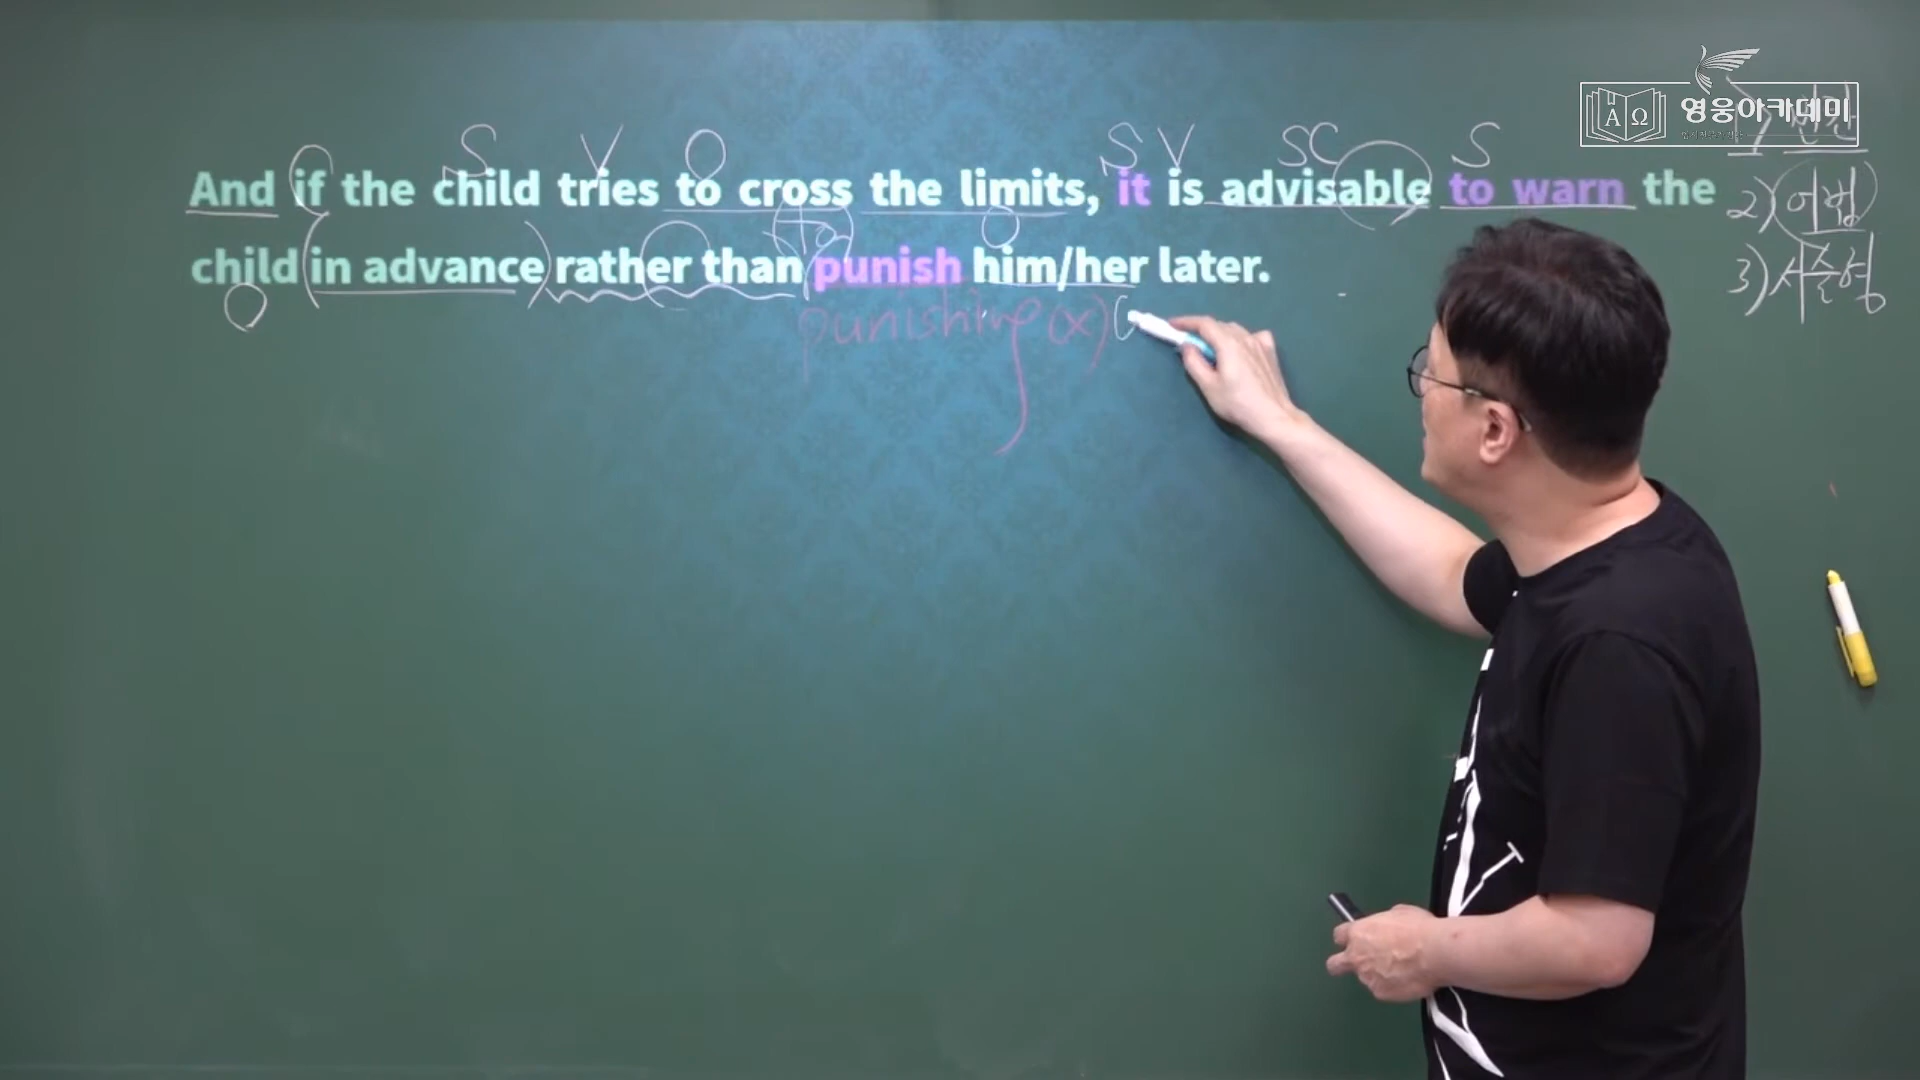 영웅아카데미
A Ω
S V O S V SC S
And if the child tries to cross the limits, it is advisable to warn the
2) 어법
to O
child in advance rather than punish him/her later.
3) 서술형
O
punishing (x)